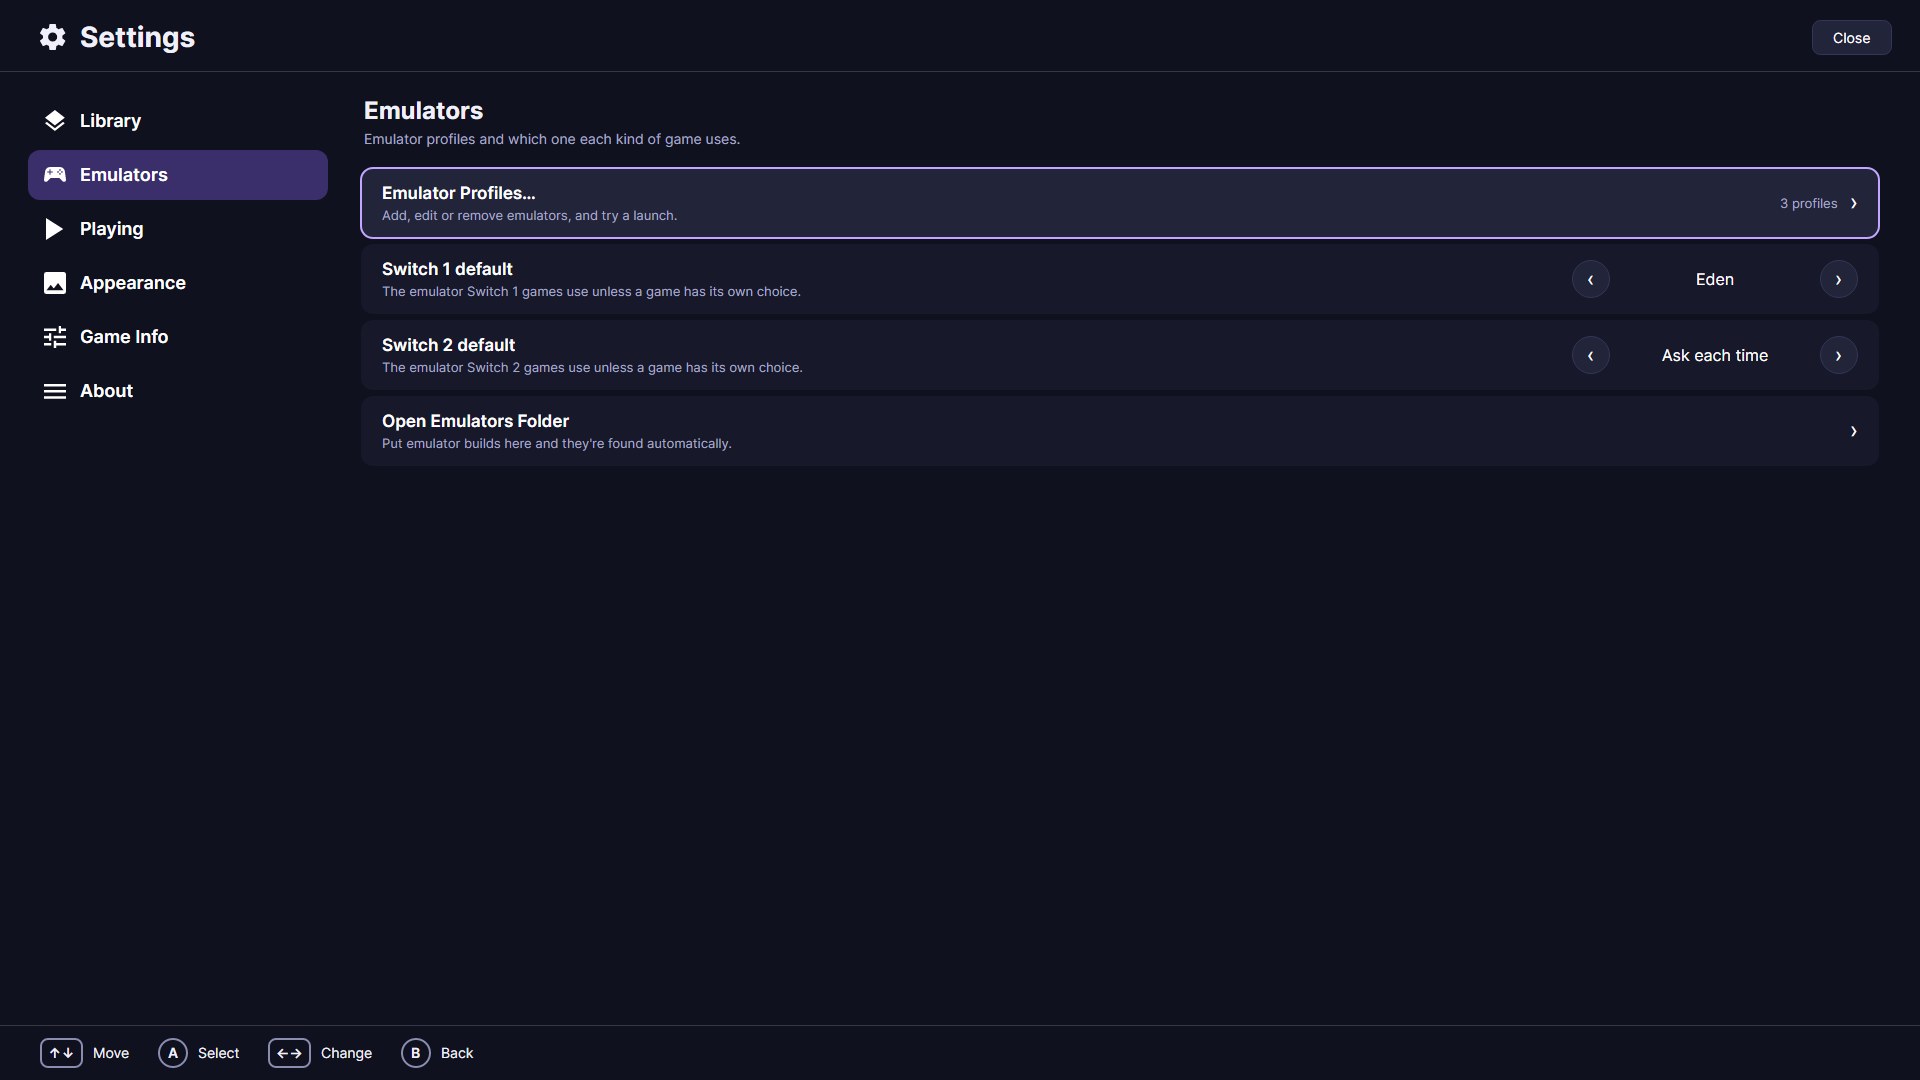 Settings
Close
Library
Emulators
Playing
Appearance
Game Info
About
Emulators
Emulator profiles and which one each kind of game uses.
Emulator Profiles...
Add, edit or remove emulators, and try a launch.
3 profiles
Switch 1 default
The emulator Switch 1 games use unless a game has its own choice.
Eden
Switch 2 default
The emulator Switch 2 games use unless a game has its own choice.
Ask each time
Open Emulators Folder
Put emulator builds here and they're found automatically.
↑↓ Move A Select ←→ Change B Back